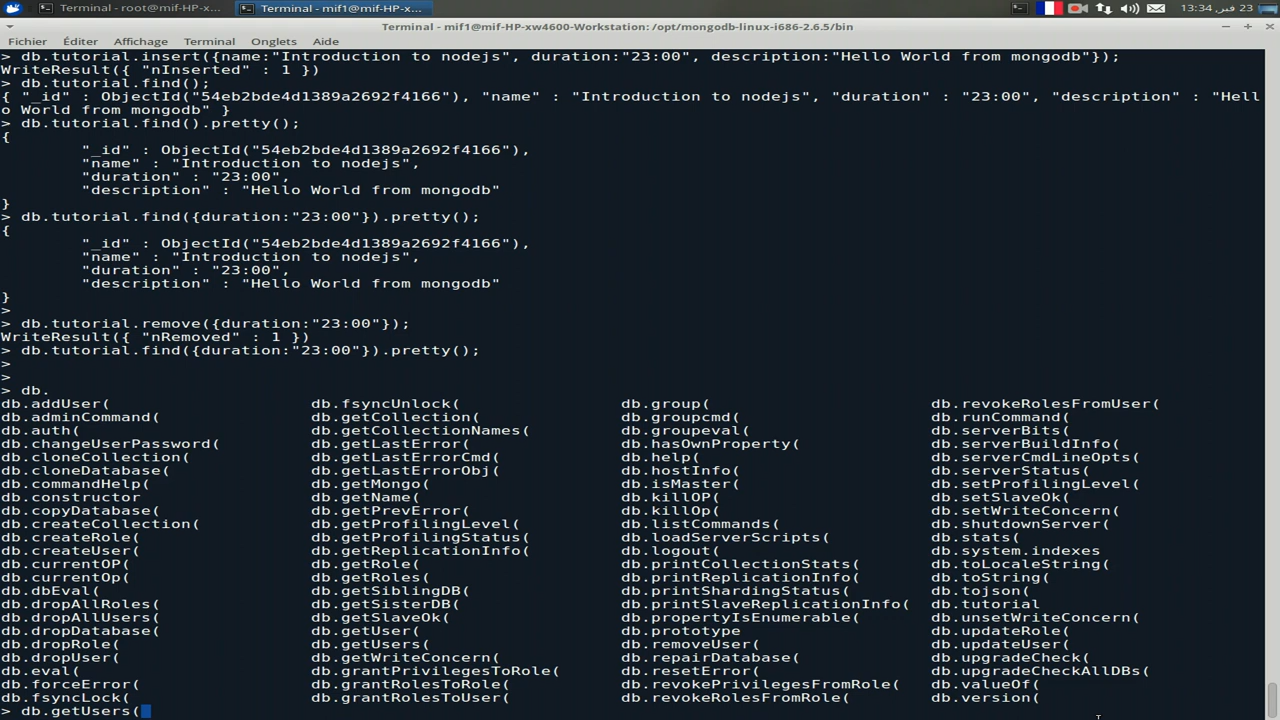 Terminal - root@mif-HP-x...
Terminal - mif1@mif-HP-x...
13:34 ,فبر 23
Terminal - mif1@mif-HP-xw4600-Workstation: /opt/mongodb-linux-i686-2.6.5/bin
Fichier Éditer Affichage Terminal Onglets Aide
> db.tutorial.insert({name:"Introduction to nodejs", duration:"23:00", description:"Hello World from mongodb"});
WriteResult({ "nInserted" : 1 })
> db.tutorial.find();
{ "_id" : ObjectId("54eb2bde4d1389a2692f4166"), "name" : "Introduction to nodejs", "duration" : "23:00", "description" : "Hell
o World from mongodb" }
> db.tutorial.find().pretty();
{
"_id" : ObjectId("54eb2bde4d1389a2692f4166"),
"name" : "Introduction to nodejs",
"duration" : "23:00",
"description" : "Hello World from mongodb"
}
> db.tutorial.find({duration:"23:00"}).pretty();
{
"_id" : ObjectId("54eb2bde4d1389a2692f4166"),
"name" : "Introduction to nodejs",
"duration" : "23:00",
"description" : "Hello World from mongodb"
}
>
> db.tutorial.remove({duration:"23:00"});
WriteResult({ "nRemoved" : 1 })
> db.tutorial.find({duration:"23:00"}).pretty();
>
>
> db.
db.addUser( db.fsyncUnlock( db.group( db.revokeRolesFromUser(
db.adminCommand( db.getCollection( db.groupcmd( db.runCommand(
db.auth( db.getCollectionNames( db.groupeval( db.serverBits(
db.changeUserPassword( db.getLastError( db.hasOwnProperty( db.serverBuildInfo(
db.cloneCollection( db.getLastErrorCmd( db.help( db.serverCmdLineOpts(
db.cloneDatabase( db.getLastErrorObj( db.hostInfo( db.serverStatus(
db.commandHelp( db.getMongo( db.isMaster( db.setProfilingLevel(
db.constructor db.getName( db.killOP( db.setSlaveOk(
db.copyDatabase( db.getPrevError( db.killOp( db.setWriteConcern(
db.createCollection( db.getProfilingLevel( db.listCommands( db.shutdownServer(
db.createRole( db.getProfilingStatus( db.loadServerScripts( db.stats(
db.createUser( db.getReplicationInfo( db.logout( db.system.indexes
db.currentOP( db.getRole( db.printCollectionStats( db.toLocaleString(
db.currentOp( db.getRoles( db.printReplicationInfo( db.toString(
db.dbEval( db.getSiblingDB( db.printShardingStatus( db.tojson(
db.dropAllRoles( db.getSisterDB( db.printSlaveReplicationInfo( db.tutorial
db.dropAllUsers( db.getSlaveOk( db.propertyIsEnumerable( db.unsetWriteConcern(
db.dropDatabase( db.getUser( db.prototype db.updateRole(
db.dropRole( db.getUsers( db.removeUser( db.updateUser(
db.dropUser( db.getWriteConcern( db.repairDatabase( db.upgradeCheck(
db.eval( db.grantPrivilegesToRole( db.resetError( db.upgradeCheckAllDBs(
db.forceError( db.grantRolesToRole( db.revokePrivilegesFromRole( db.valueOf(
db.fsyncLock( db.grantRolesToUser( db.revokeRolesFromRole( db.version(
> db.getUsers(